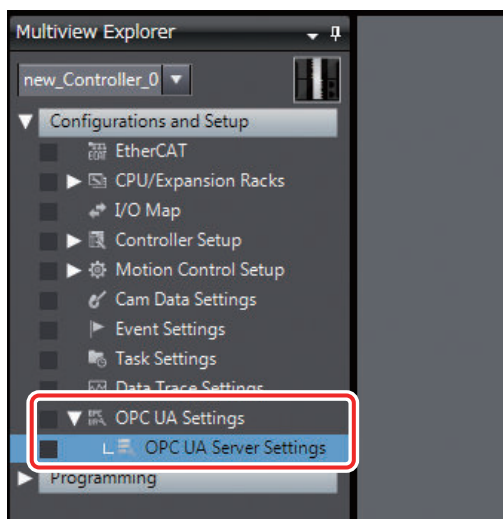 Multiview Explorer
new_Controller_0
Configurations and Setup
EtherCAT
CPU/Expansion Racks
I/O Map
Controller Setup
Motion Control Setup
Cam Data Settings
Event Settings
Task Settings
Data Trace Settings
OPC UA Settings
OPC UA Server Settings
Programming